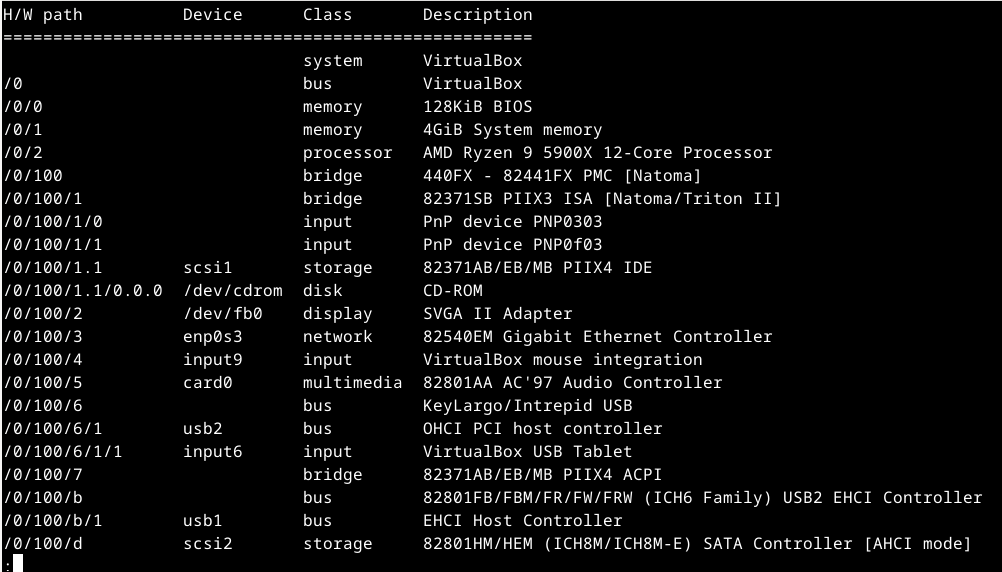 H/W path           Device      Class       Description
=====================================================
                               system      VirtualBox
/0                             bus         VirtualBox
/0/0                           memory      128KiB BIOS
/0/1                           memory      4GiB System memory
/0/2                           processor   AMD Ryzen 9 5900X 12-Core Processor
/0/100                         bridge      440FX - 82441FX PMC [Natoma]
/0/100/1                       bridge      82371SB PIIX3 ISA [Natoma/Triton II]
/0/100/1/0                     input       PnP device PNP0303
/0/100/1/1                     input       PnP device PNP0f03
/0/100/1.1         scsi1       storage     82371AB/EB/MB PIIX4 IDE
/0/100/1.1/0.0.0   /dev/cdrom  disk        CD-ROM
/0/100/2           /dev/fb0    display     SVGA II Adapter
/0/100/3           enp0s3      network     82540EM Gigabit Ethernet Controller
/0/100/4           input9      input       VirtualBox mouse integration
/0/100/5           card0       multimedia  82801AA AC'97 Audio Controller
/0/100/6                       bus         KeyLargo/Intrepid USB
/0/100/6/1         usb2        bus         OHCI PCI host controller
/0/100/6/1/1       input6      input       VirtualBox USB Tablet
/0/100/7                       bridge      82371AB/EB/MB PIIX4 ACPI
/0/100/b                       bus         82801FB/FBM/FR/FW/FRW (ICH6 Family) USB2 EHCI Controller
/0/100/b/1         usb1        bus         EHCI Host Controller
/0/100/d           scsi2       storage     82801HM/HEM (ICH8M/ICH8M-E) SATA Controller [AHCI mode]
: